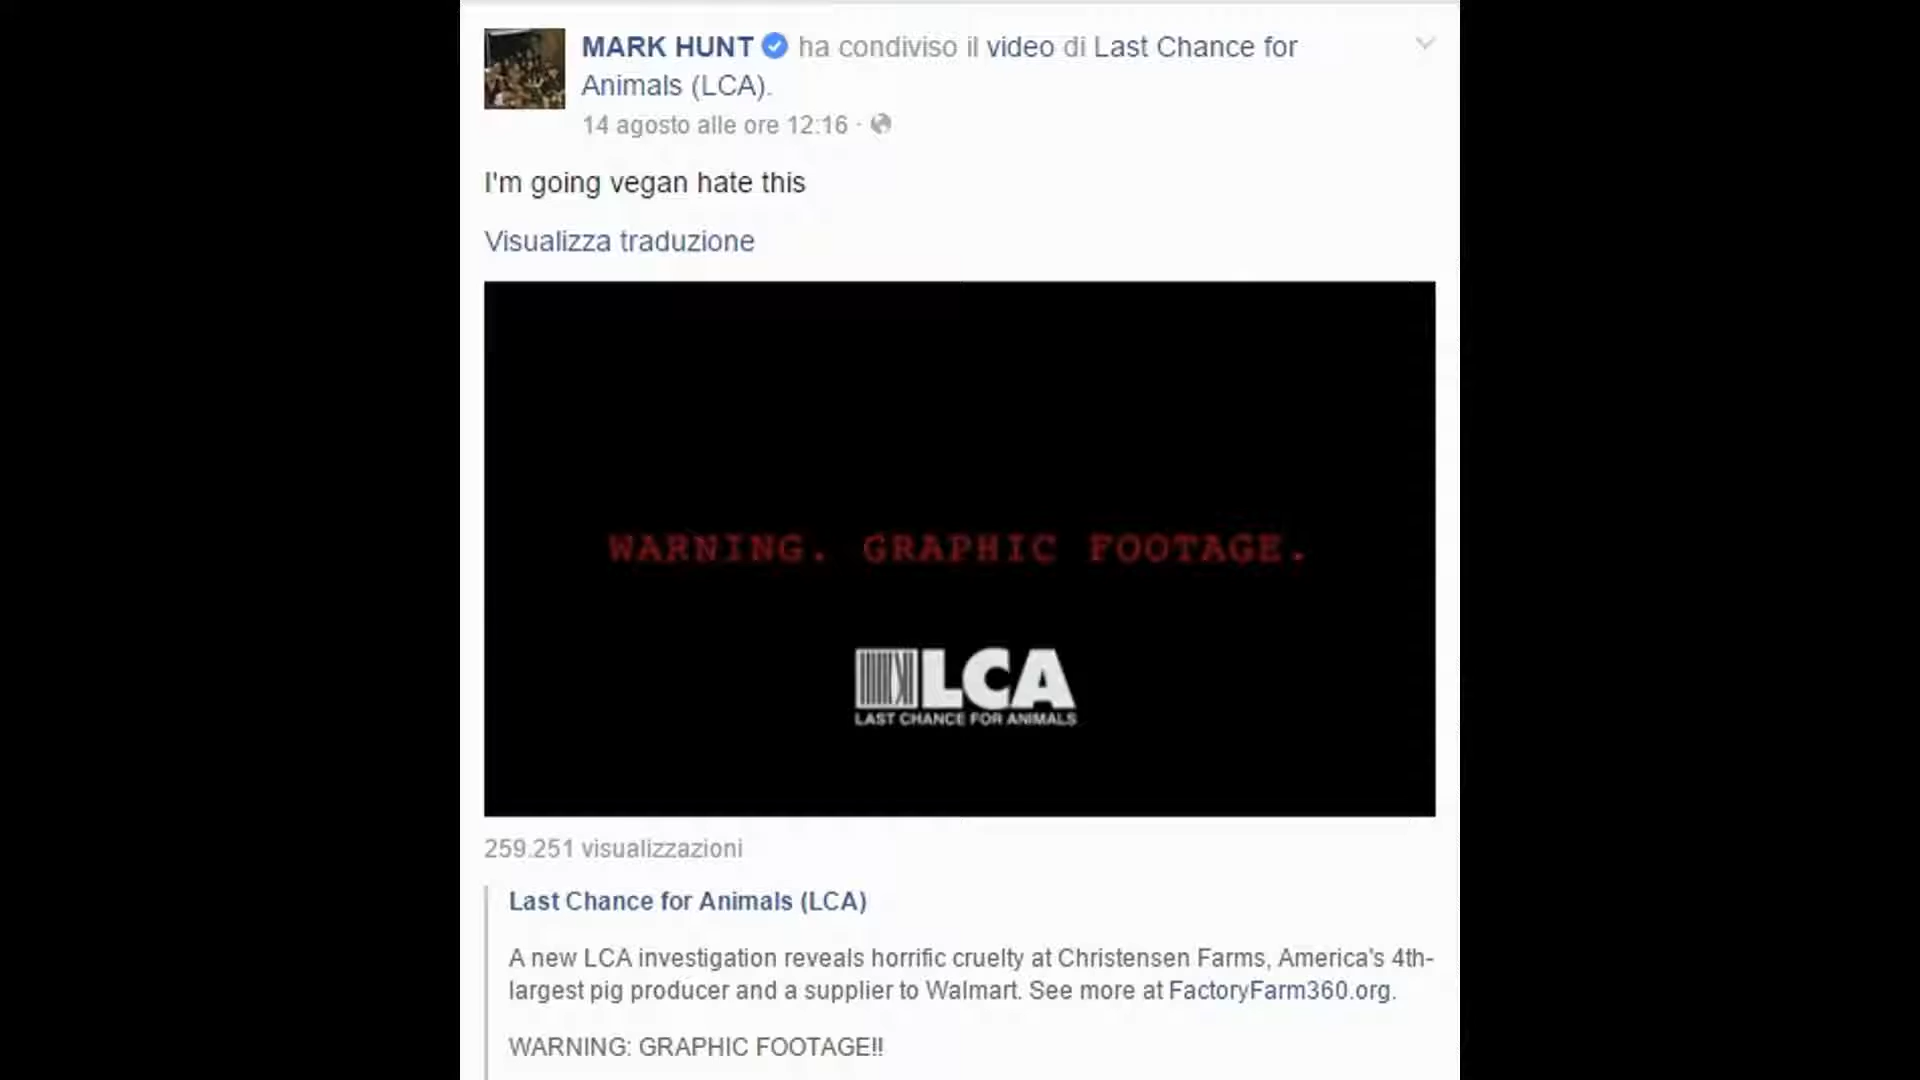 MARK HUNT ha condiviso il video di Last Chance for
Animals (LCA).
14 agosto alle ore 12:16 ·
I'm going vegan hate this
Visualizza traduzione
WARNING. GRAPHIC FOOTAGE.
LCA
LAST CHANCE FOR ANIMALS
259.251 visualizzazioni
Last Chance for Animals (LCA)
A new LCA investigation reveals horrific cruelty at Christensen Farms, America's 4th-
largest pig producer and a supplier to Walmart. See more at FactoryFarm360.org.
WARNING: GRAPHIC FOOTAGE!!